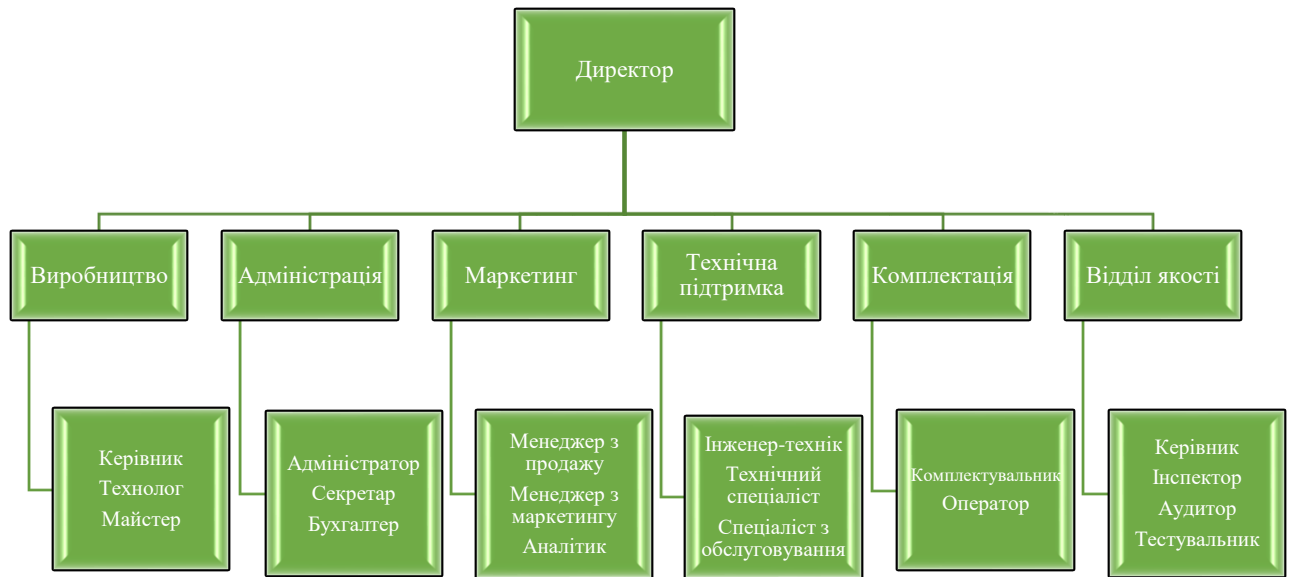 Директор
Виробництво
Адміністрація
Маркетинг
Технічна
підтримка
Комплектація
Відділ якості
Керівник
Технолог
Майстер
Адміністратор
Секретар
Бухгалтер
Менеджер з
продажу
Менеджер з
маркетингу
Аналітик
Інженер-технік
Технічний
спеціаліст
Спеціаліст з
обслуговування
Комплектувальник
Оператор
Керівник
Інспектор
Аудитор
Тестувальник